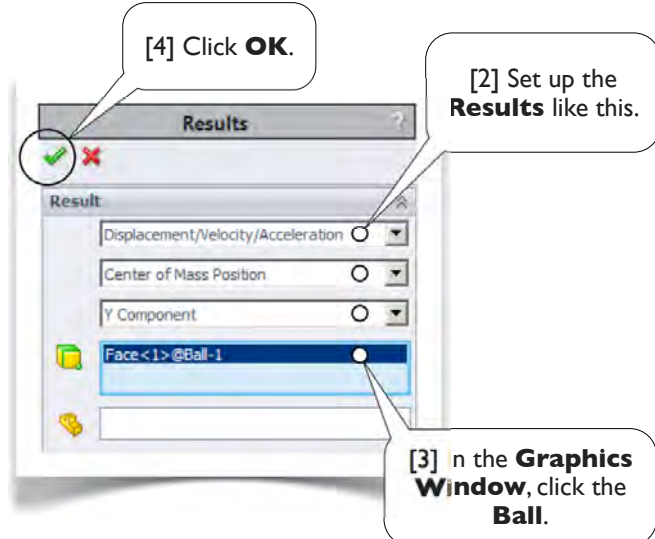 [4] Click OK.
[2] Set up the
Results like this.
Results ?
Result
Displacement/Velocity/Acceleration
Center of Mass Position
Y Component
Face<1>@Ball-1
[3] In the Graphics
Window, click the
Ball.